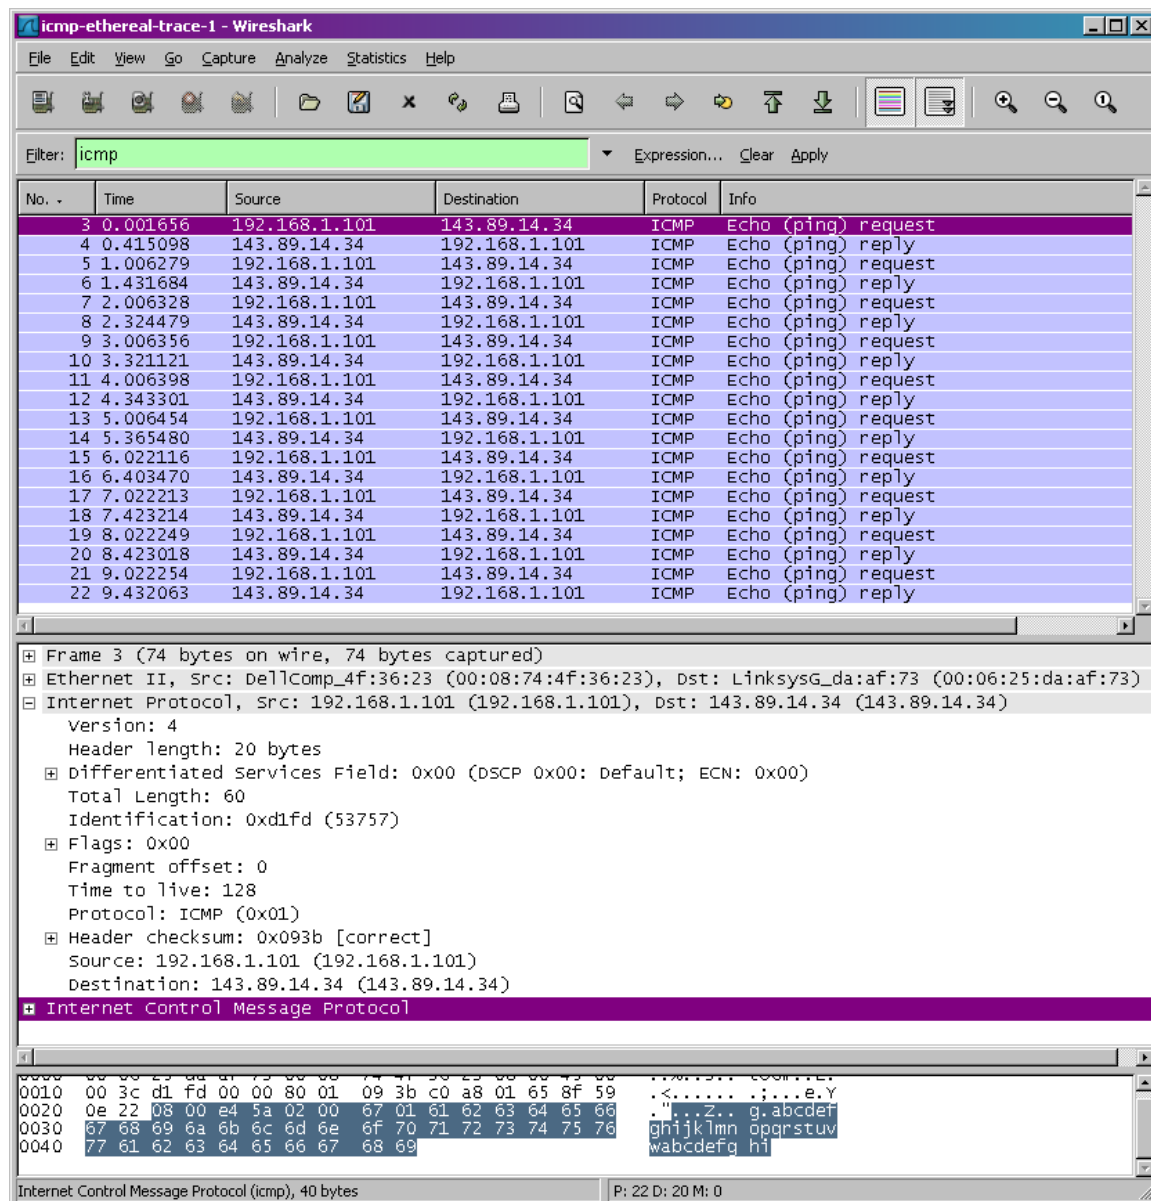 icmp-ethereal-trace-1 - Wireshark
File Edit View Go Capture Analyze Statistics Help
Filter: icmp Expression... Clear Apply
No. Time Source Destination Protocol Info
3 0.001656 192.168.1.101 143.89.14.34 ICMP Echo (ping) request
4 0.415098 143.89.14.34 192.168.1.101 ICMP Echo (ping) reply
5 1.006279 192.168.1.101 143.89.14.34 ICMP Echo (ping) request
6 1.431684 143.89.14.34 192.168.1.101 ICMP Echo (ping) reply
7 2.006328 192.168.1.101 143.89.14.34 ICMP Echo (ping) request
8 2.324479 143.89.14.34 192.168.1.101 ICMP Echo (ping) reply
9 3.006356 192.168.1.101 143.89.14.34 ICMP Echo (ping) request
10 3.321121 143.89.14.34 192.168.1.101 ICMP Echo (ping) reply
11 4.006398 192.168.1.101 143.89.14.34 ICMP Echo (ping) request
12 4.343301 143.89.14.34 192.168.1.101 ICMP Echo (ping) reply
13 5.006454 192.168.1.101 143.89.14.34 ICMP Echo (ping) request
14 5.365480 143.89.14.34 192.168.1.101 ICMP Echo (ping) reply
15 6.022116 192.168.1.101 143.89.14.34 ICMP Echo (ping) request
16 6.403470 143.89.14.34 192.168.1.101 ICMP Echo (ping) reply
17 7.022213 192.168.1.101 143.89.14.34 ICMP Echo (ping) request
18 7.423214 143.89.14.34 192.168.1.101 ICMP Echo (ping) reply
19 8.022249 192.168.1.101 143.89.14.34 ICMP Echo (ping) request
20 8.423018 143.89.14.34 192.168.1.101 ICMP Echo (ping) reply
21 9.022254 192.168.1.101 143.89.14.34 ICMP Echo (ping) request
22 9.432063 143.89.14.34 192.168.1.101 ICMP Echo (ping) reply
Frame 3 (74 bytes on wire, 74 bytes captured)
Ethernet II, Src: DellComp_4f:36:23 (00:08:74:4f:36:23), Dst: LinksysG_da:af:73 (00:06:25:da:af:73)
Internet Protocol, Src: 192.168.1.101 (192.168.1.101), Dst: 143.89.14.34 (143.89.14.34)
Version: 4
Header length: 20 bytes
Differentiated Services Field: 0x00 (DSCP 0x00: Default; ECN: 0x00)
Total Length: 60
Identification: 0xd1fd (53757)
Flags: 0x00
Fragment offset: 0
Time to live: 128
Protocol: ICMP (0x01)
Header checksum: 0x093b [correct]
Source: 192.168.1.101 (192.168.1.101)
Destination: 143.89.14.34 (143.89.14.34)
Internet Control Message Protocol
0010 00 3c d1 fd 00 00 80 01 09 3b c0 a8 01 65 8f 59 .<...... .;...e.Y
0020 0e 22 08 00 e4 5a 02 00 67 01 61 62 63 64 65 66 ."...Z.. g.abcdef
0030 67 68 69 6a 6b 6c 6d 6e 6f 70 71 72 73 74 75 76 ghijklmn opqrstuv
0040 77 61 62 63 64 65 66 67 68 69 wabcdefg hi
Internet Control Message Protocol (icmp), 40 bytes P: 22 D: 20 M: 0